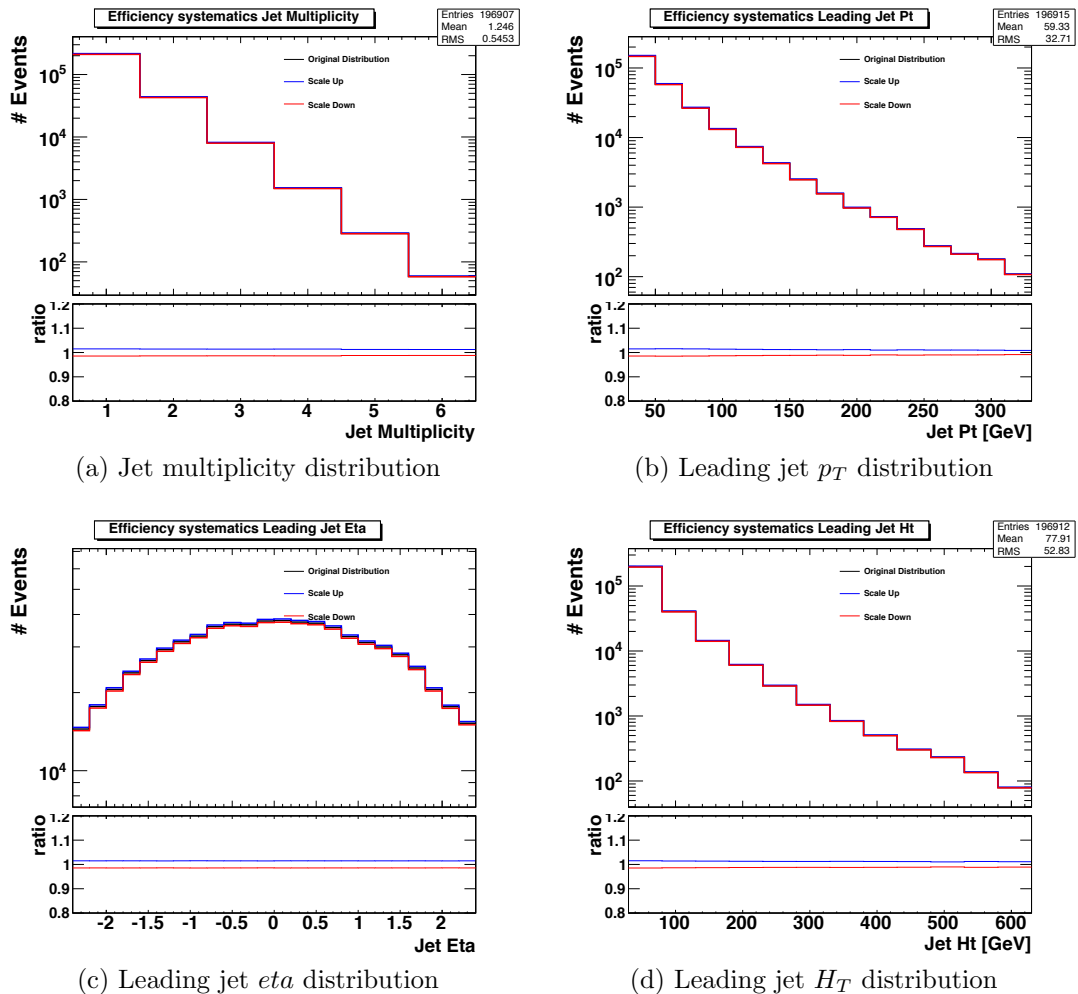 Efficiency systematics Jet Multiplicity
Entries 196907
Mean 1.246
RMS 0.5453
# Events
10^5
10^4
10^3
10^2
Original Distribution
Scale Up
Scale Down
ratio
1.2
1.1
1
0.9
0.8
1 2 3 4 5 6
Jet Multiplicity
(a) Jet multiplicity distribution
Efficiency systematics Leading Jet Pt
Entries 196915
Mean 59.33
RMS 32.71
# Events
10^5
10^4
10^3
10^2
Original Distribution
Scale Up
Scale Down
ratio
1.2
1.1
1
0.9
0.8
50 100 150 200 250 300
Jet Pt [GeV]
(b) Leading jet p_T distribution
Efficiency systematics Leading Jet Eta
# Events
10^4
Original Distribution
Scale Up
Scale Down
ratio
1.2
1.1
1
0.9
0.8
-2 -1.5 -1 -0.5 0 0.5 1 1.5 2
Jet Eta
(c) Leading jet eta distribution
Efficiency systematics Leading Jet Ht
Entries 196912
Mean 77.91
RMS 52.83
# Events
10^5
10^4
10^3
10^2
Original Distribution
Scale Up
Scale Down
ratio
1.2
1.1
1
0.9
0.8
100 200 300 400 500 600
Jet Ht [GeV]
(d) Leading jet H_T distribution